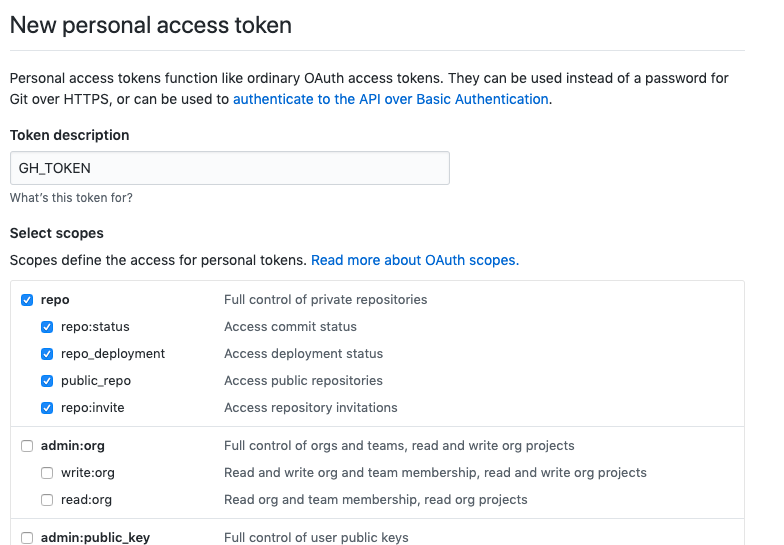 New personal access token
Personal access tokens function like ordinary OAuth access tokens. They can be used instead of a password for
Git over HTTPS, or can be used to authenticate to the API over Basic Authentication.
Token description
GH_TOKEN
What's this token for?
Select scopes
Scopes define the access for personal tokens. Read more about OAuth scopes.
repo Full control of private repositories
repo:status Access commit status
repo_deployment Access deployment status
public_repo Access public repositories
repo:invite Access repository invitations
admin:org Full control of orgs and teams, read and write org projects
write:org Read and write org and team membership, read and write org projects
read:org Read org and team membership, read org projects
admin:public_key Full control of user public keys